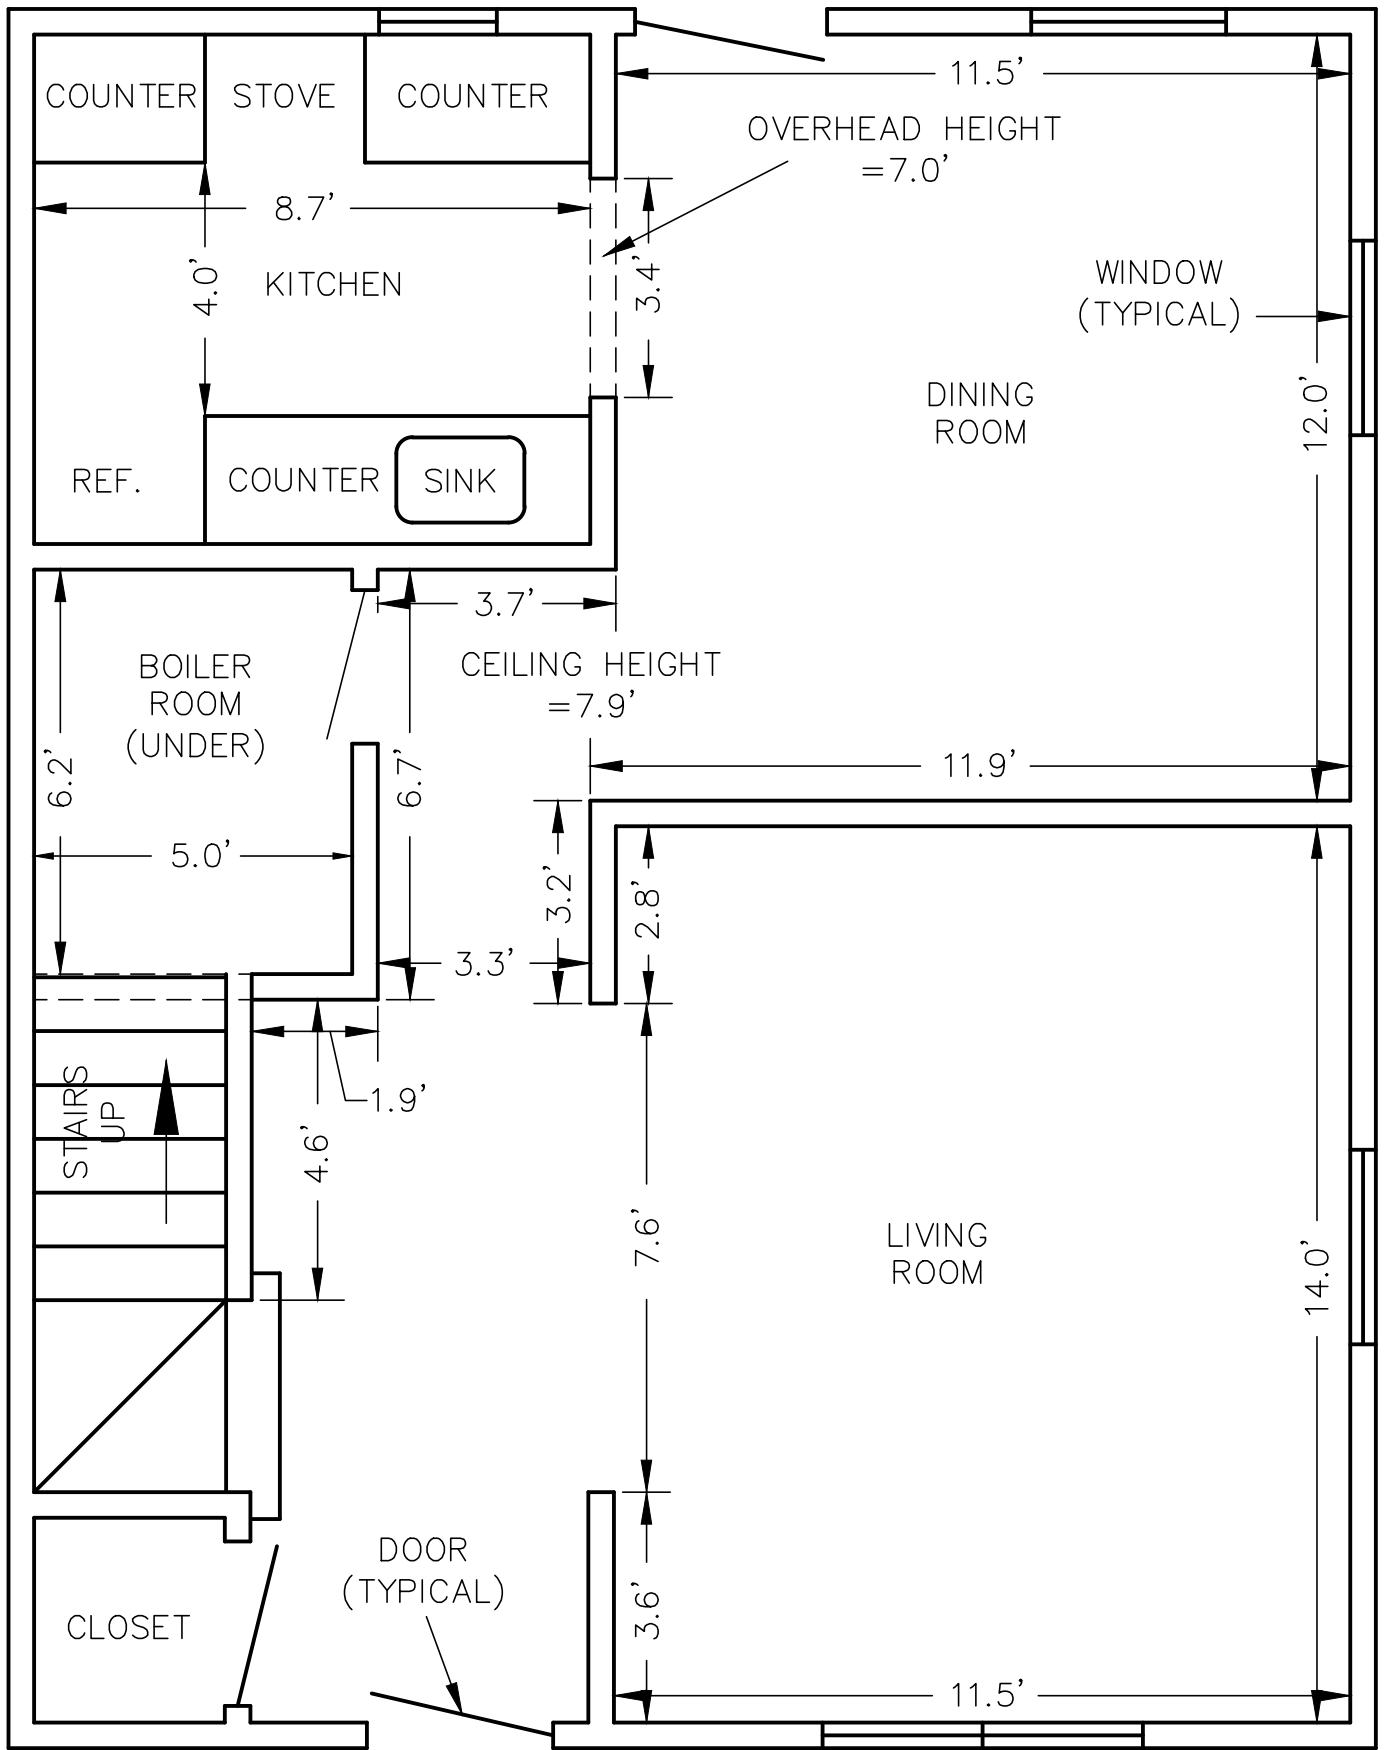 COUNTER
STOVE
COUNTER
11.5'
OVERHEAD HEIGHT
=7.0'
8.7'
4.0'
KITCHEN
3.4'
WINDOW
(TYPICAL)
DINING
ROOM
12.0'
REF.
COUNTER
SINK
3.7'
BOILER
ROOM
(UNDER)
CEILING HEIGHT
=7.9'
6.2'
6.7'
11.9'
5.0'
3.2'
2.8'
3.3'
STAIRS
UP
1.9'
4.6'
7.6'
LIVING
ROOM
14.0'
DOOR
(TYPICAL)
3.6'
CLOSET
11.5'